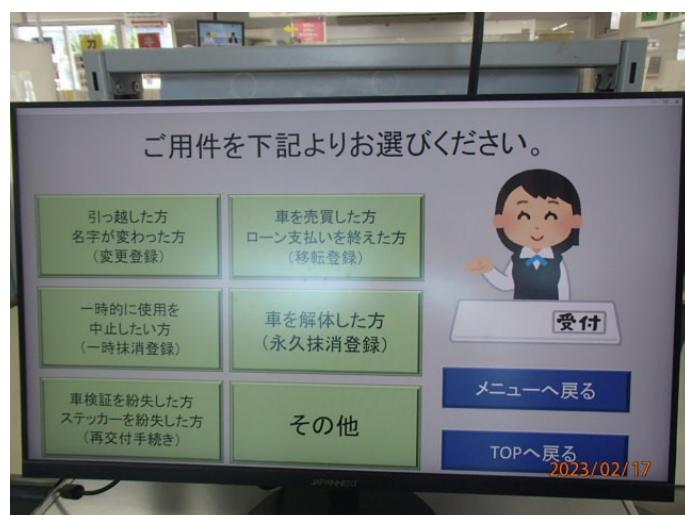 ご用件を下記よりお選びください。
引っ越した方
名字が変わった方
(変更登録)
車を売買した方
ローン支払いを終えた方
(移転登録)
一時的に使用を
中止したい方
(一時抹消登録)
車を解体した方
(永久抹消登録)
車検証を紛失した方
ステッカーを紛失した方
(再交付手続き)
その他
受付
メニューへ戻る
TOPへ戻る
2023/02/17
JAPANNEXT